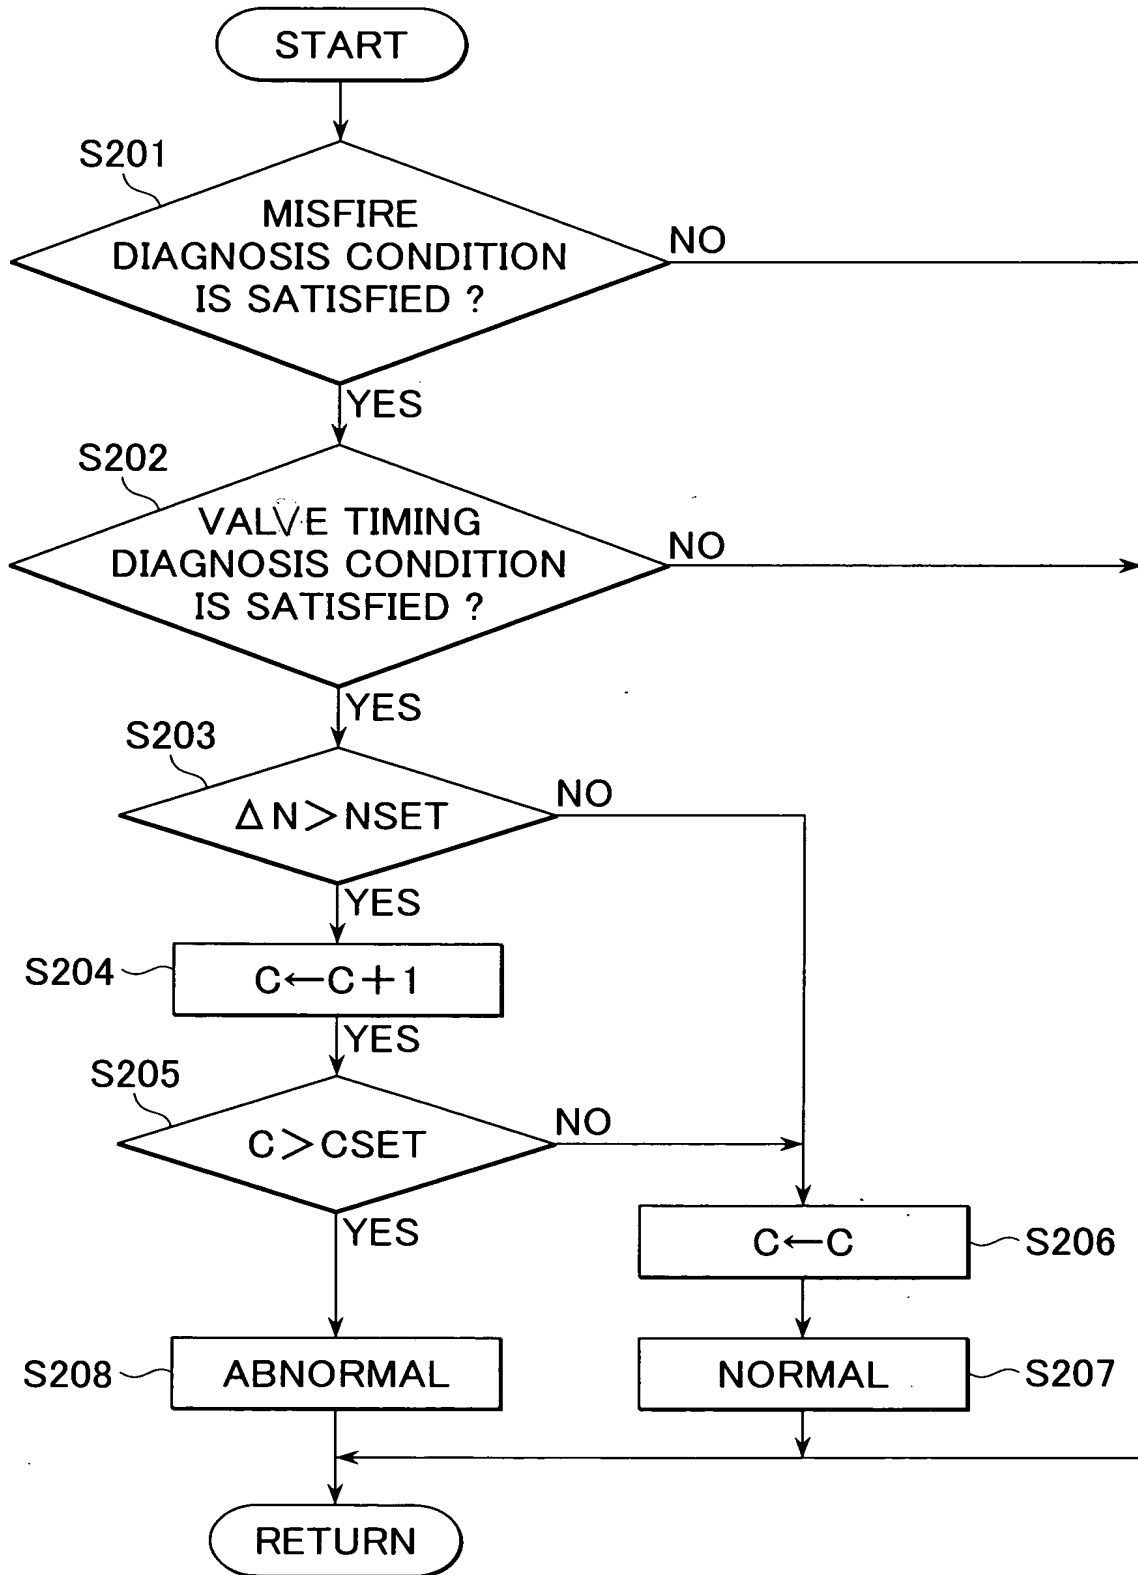 START
S201
MISFIRE
DIAGNOSIS CONDITION
IS SATISFIED ?
NO
YES
S202
VALVE TIMING
DIAGNOSIS CONDITION
IS SATISFIED ?
NO
YES
S203
ΔN>NSET
NO
YES
S204
C←C+1
YES
S205
C>CSET
NO
YES
C←C
S206
S208
ABNORMAL
NORMAL
S207
RETURN